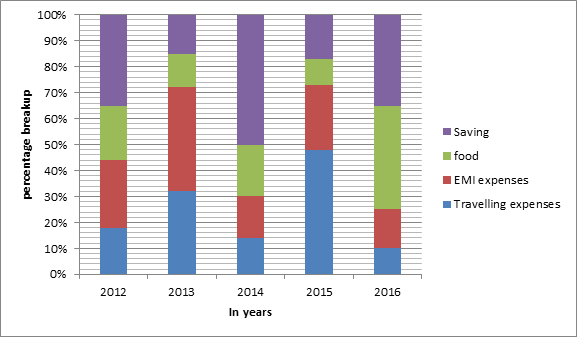 100%
90%
80%
70%
60%
50%
40%
30%
20%
10%
0%
percentage breakup
2012 2013 2014 2015 2016
In years
Saving
food
EMI expenses
Travelling expenses